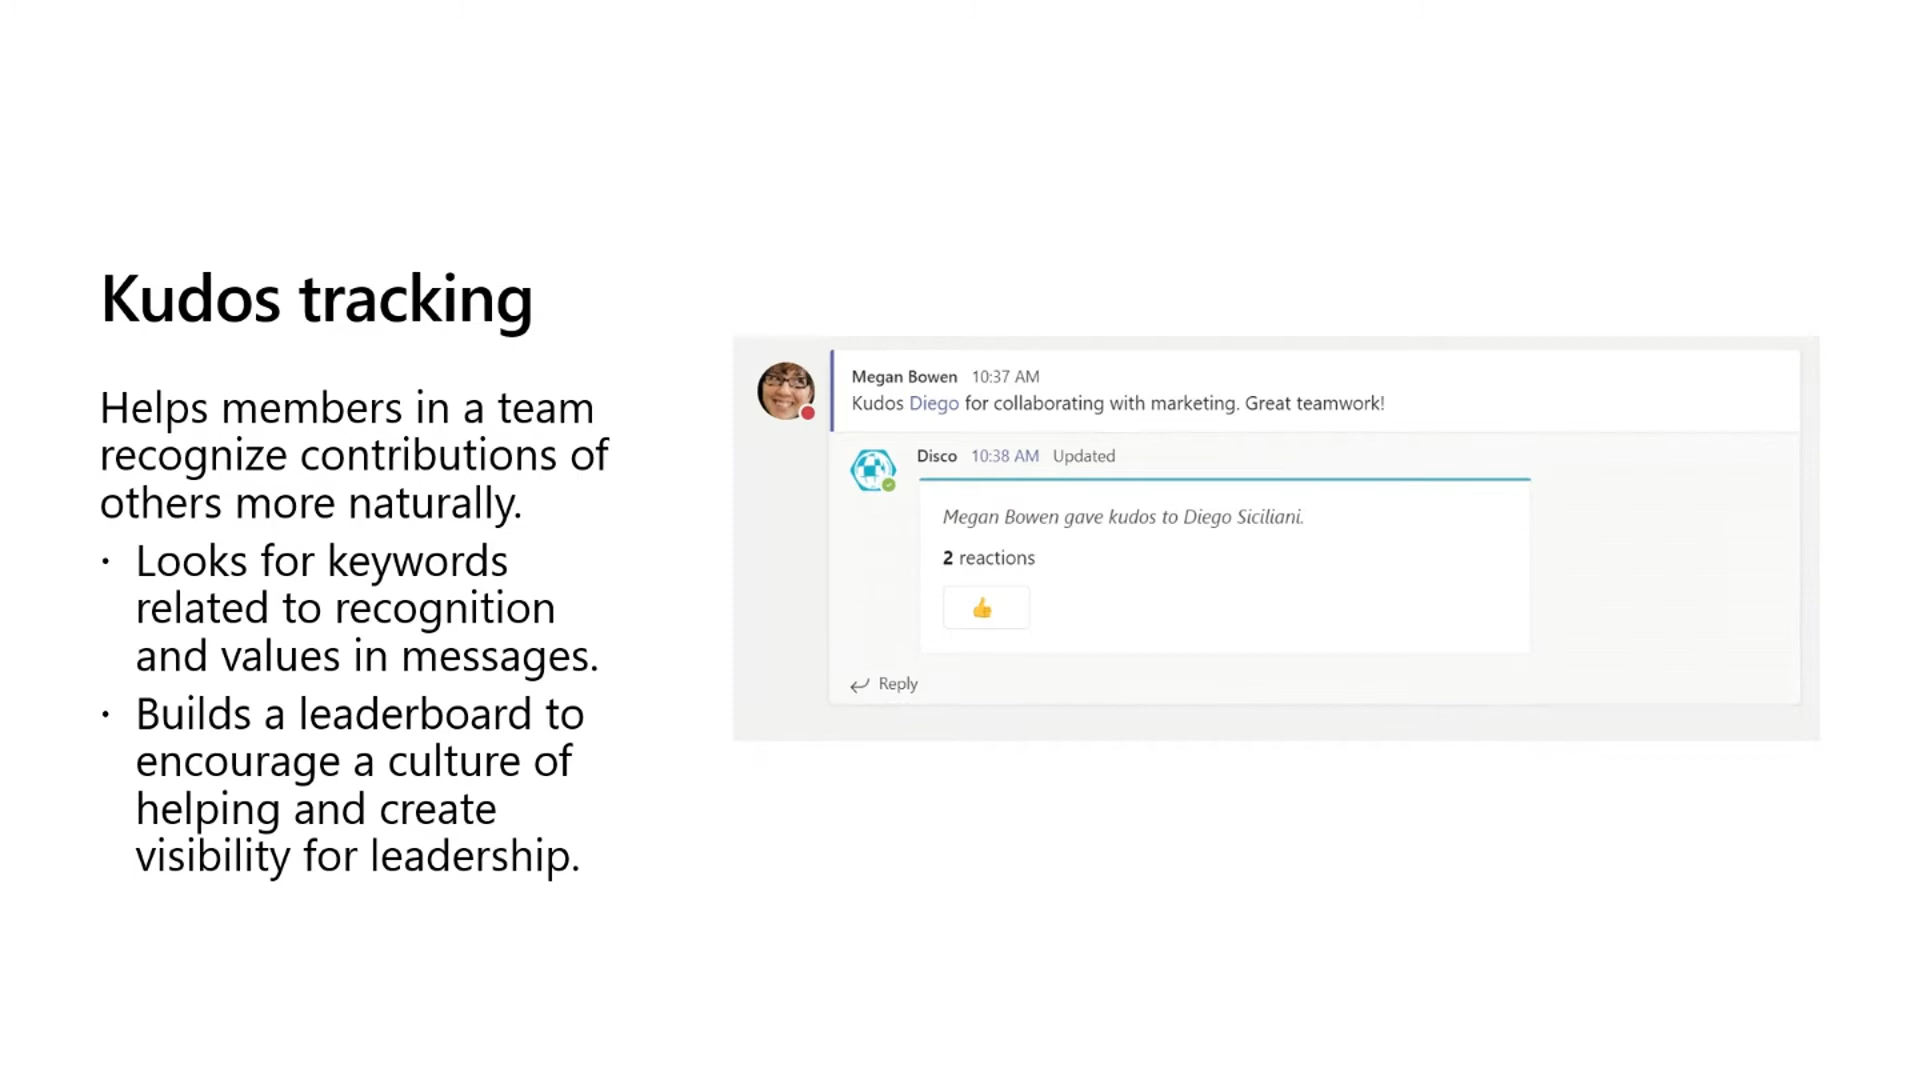 Kudos tracking
Helps members in a team
recognize contributions of
others more naturally.
· Looks for keywords
related to recognition
and values in messages.
· Builds a leaderboard to
encourage a culture of
helping and create
visibility for leadership.
Megan Bowen 10:37 AM
Kudos Diego for collaborating with marketing. Great teamwork!
Disco 10:38 AM Updated
Megan Bowen gave kudos to Diego Siciliani.
2 reactions
Reply